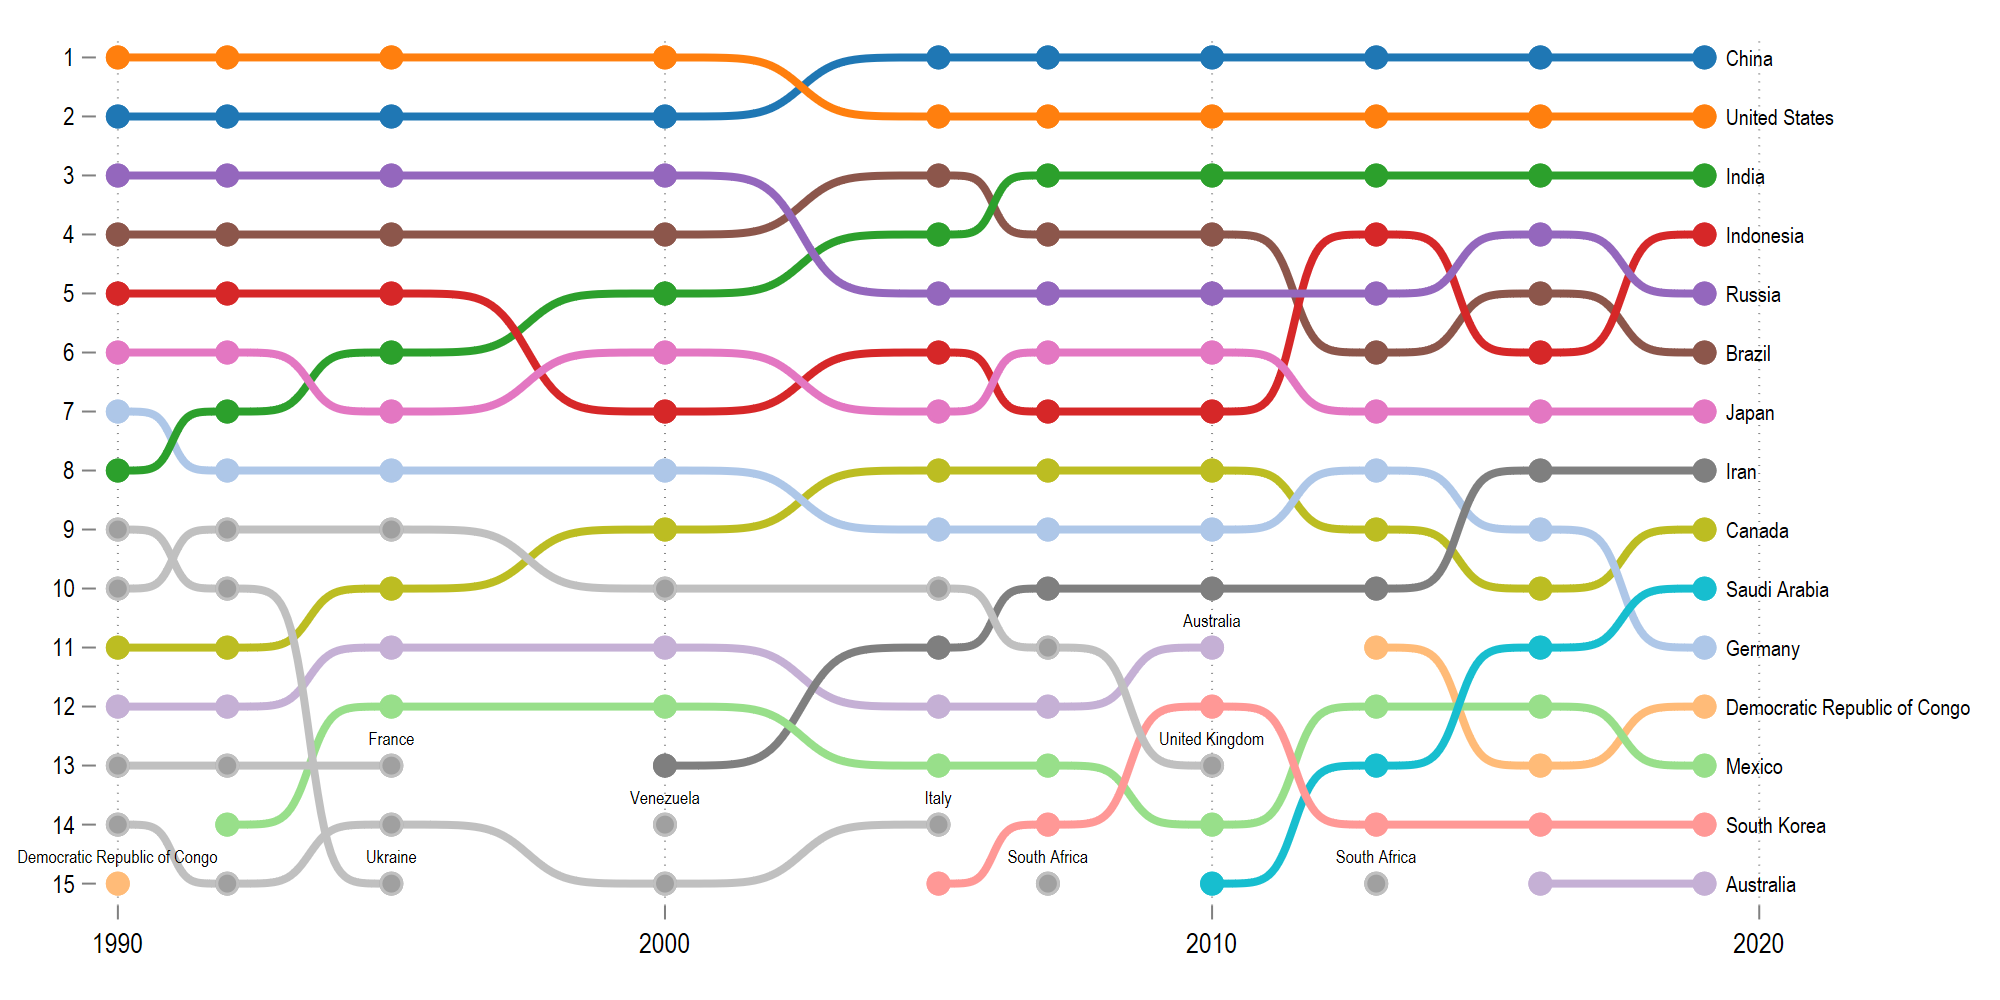 1
China
2
United States
3
India
4
Indonesia
5
Russia
6
Brazil
7
Japan
8
Iran
9
Canada
10
Saudi Arabia
Australia
11
Germany
12
Democratic Republic of Congo
France
United Kingdom
13
Mexico
Venezuela
Italy
14
South Korea
Democratic Republic of Congo
Ukraine
South Africa
South Africa
15
Australia
1990
2000
2010
2020